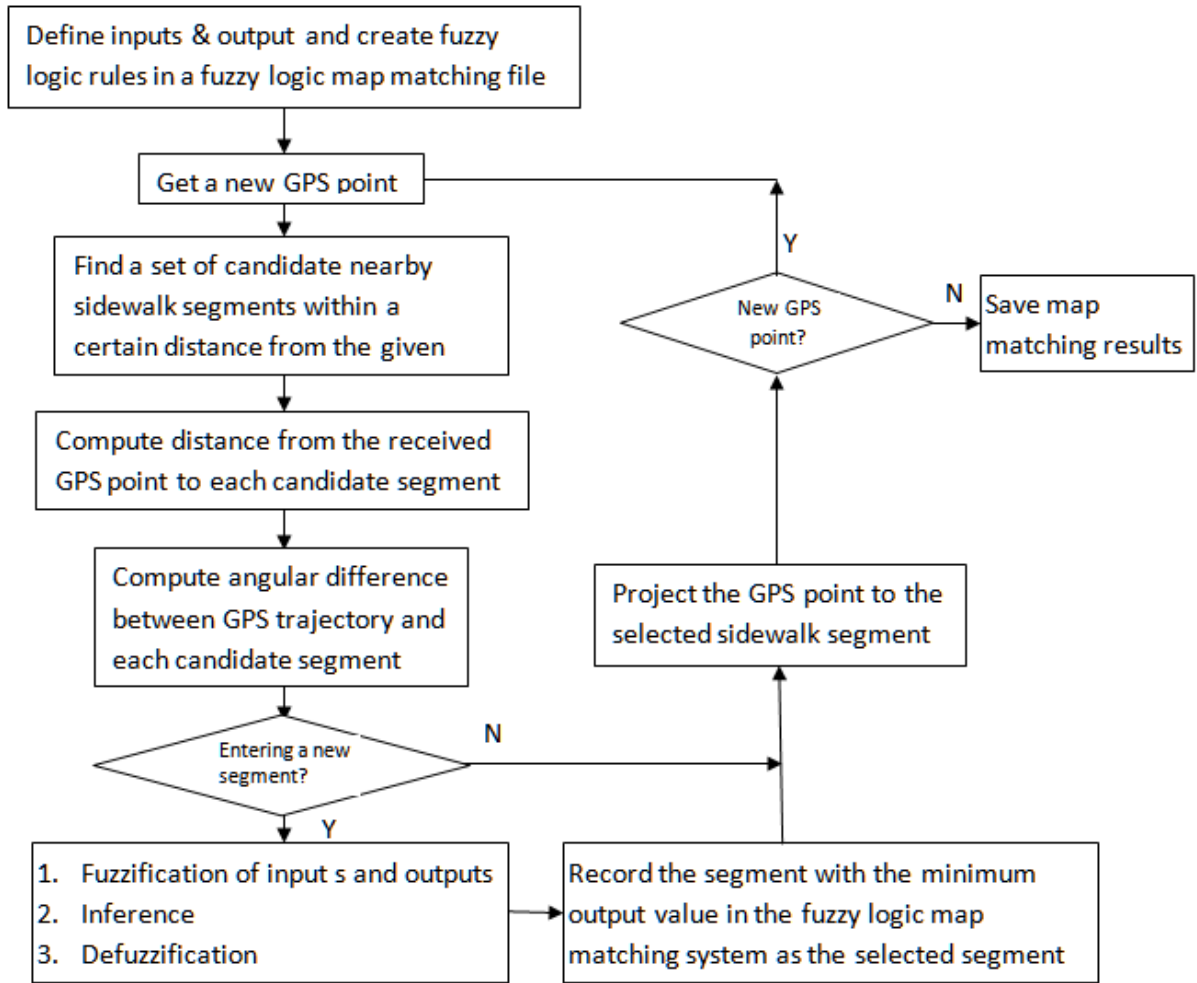 Define inputs & output and create fuzzy
logic rules in a fuzzy logic map matching file
Get a new GPS point
Find a set of candidate nearby
sidewalk segments within a
certain distance from the given
Compute distance from the received
GPS point to each candidate segment
Compute angular difference
between GPS trajectory and
each candidate segment
Entering a new
segment?
N
Y
1. Fuzzification of input s and outputs
2. Inference
3. Defuzzification
Record the segment with the minimum
output value in the fuzzy logic map
matching system as the selected segment
Project the GPS point to the
selected sidewalk segment
New GPS
point?
Y
N
Save map
matching results